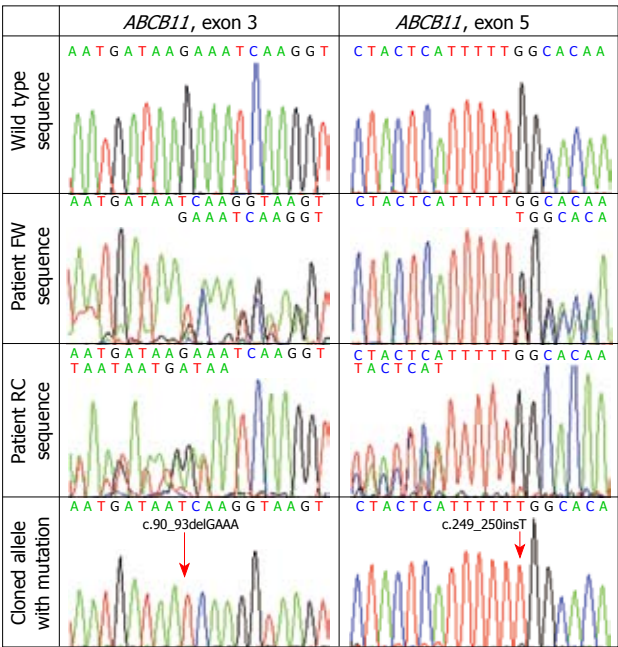 ABCB11, exon 3
ABCB11, exon 5
Wild type sequence
AATGATAAGAAATCAAGGT
CTACTCATTTTTGGCACAA
Patient FW sequence
AATGATAATCAAGGTAAGT
GAAATCAAGGT
CTACTCATTTTTGGCACAA
TGGCACA
Patient RC sequence
AATGATAAGAAATCAAGGT
TAATAATGATAA
CTACTCATTTTTGGCACAA
TACTCAT
Cloned allele with mutation
AATGATAATCAAGGTAAGT
c.90_93delGAAA
CTACTCATTTTTTGGCACA
c.249_250insT